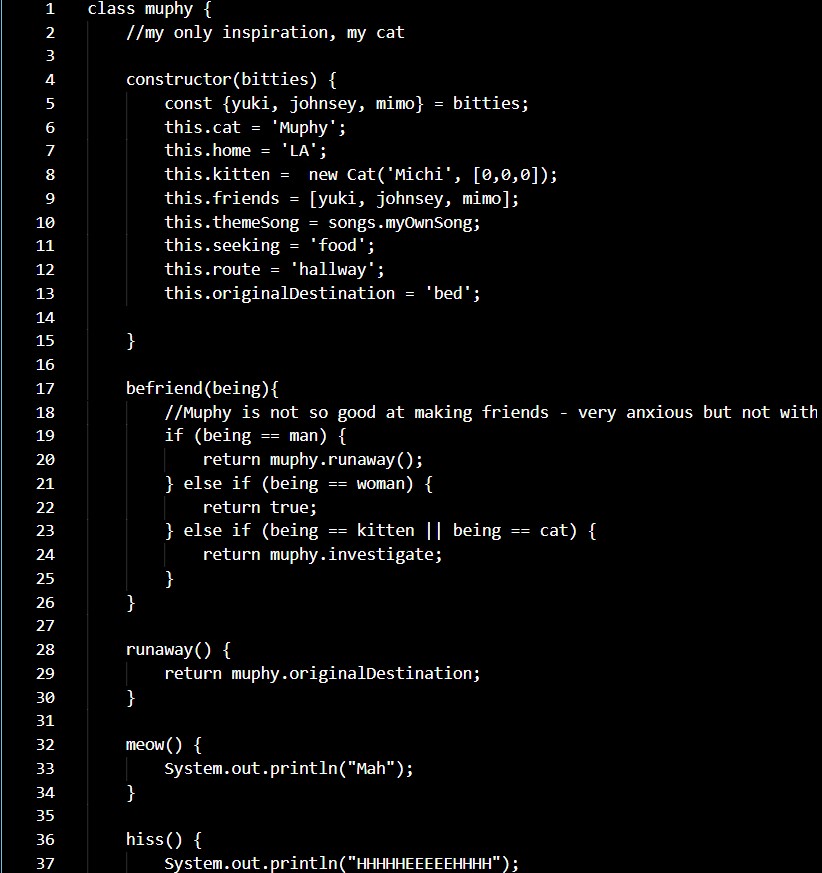 1 class muphy {
2 //my only inspiration, my cat
3
4 constructor(bitties) {
5 const {yuki, johnsey, mimo} = bitties;
6 this.cat = 'Muphy';
7 this.home = 'LA';
8 this.kitten =  new Cat('Michi', [0,0,0]);
9 this.friends = [yuki, johnsey, mimo];
10 this.themeSong = songs.myOwnSong;
11 this.seeking = 'food';
12 this.route = 'hallway';
13 this.originalDestination = 'bed';
14
15 }
16
17 befriend(being){
18 //Muphy is not so good at making friends - very anxious but not with
19 if (being == man) {
20 return muphy.runaway();
21 } else if (being == woman) {
22 return true;
23 } else if (being == kitten || being == cat) {
24 return muphy.investigate;
25 }
26 }
27
28 runaway() {
29 return muphy.originalDestination;
30 }
31
32 meow() {
33 System.out.println("Mah");
34 }
35
36 hiss() {
37 System.out.println("HHHHHEEEEEHHHH");